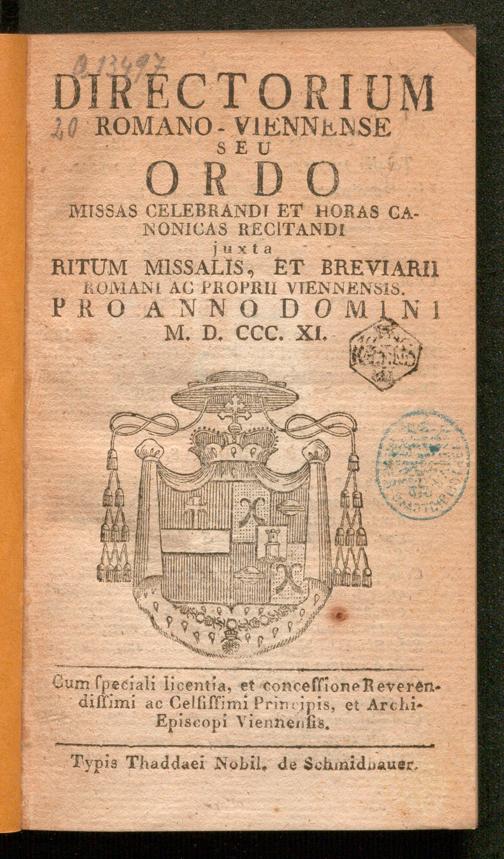 O 13497
20
DIRECTORIUM
ROMANO-VIENNENSE
SEU
ORDO
MISSAS CELEBRANDI ET HORAS CA-
NONICAS RECITANDI
juxta
RITUM MISSALIS, ET BREVIARII
ROMANI AC PROPRII VIENNENSIS.
PRO ANNO DOMINI
M. D. CCC. XI.
Cum ſpeciali licentia, et conceſſione Reveren-
diſſimi ac Celſiſſimi Principis, et Archi-
Episcopi Viennenſis.
Typis Thaddaei Nobil. de Schmidbauer.